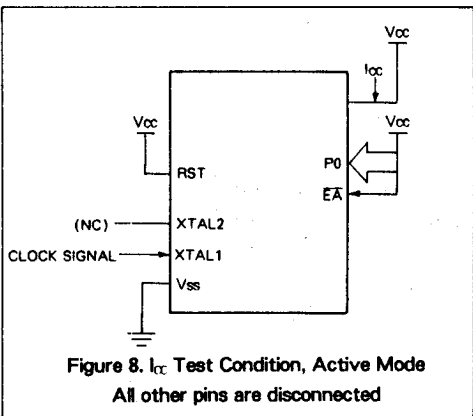 Vcc
Icc
Vcc
Vcc
P0
RST
EA
(NC)
XTAL2
CLOCK SIGNAL
XTAL1
Vss
Figure 8. Icc Test Condition, Active Mode
All other pins are disconnected